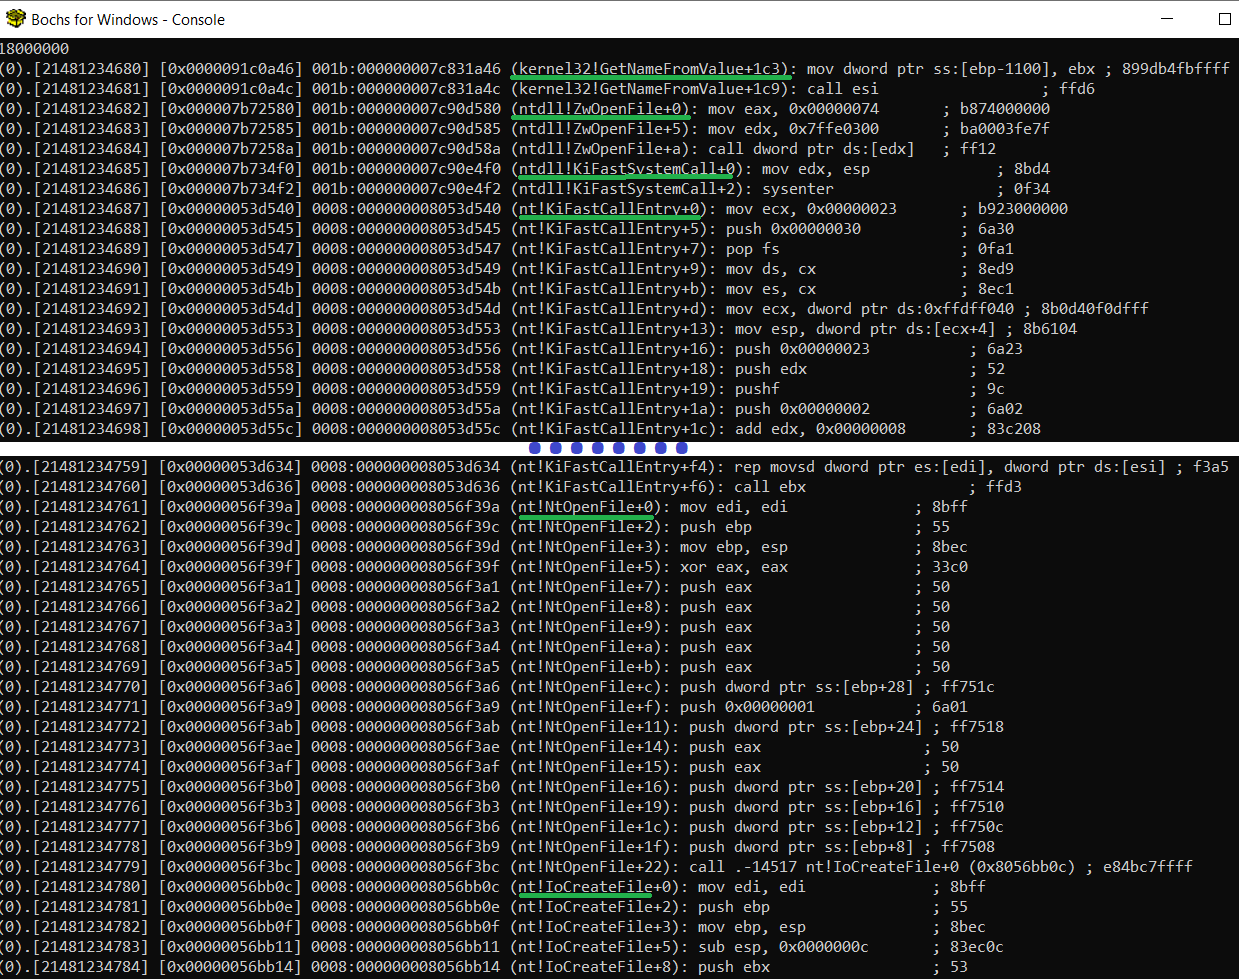 Bochs for Windows - Console
18000000
(0).[21481234680] [0x0000091c0a46] 001b:000000007c831a46 (kernel32!GetNameFromValue+1c3): mov dword ptr ss:[ebp-1100], ebx ; 899db4fbffff
(0).[21481234681] [0x0000091c0a4c] 001b:000000007c831a4c (kernel32!GetNameFromValue+1c9): call esi ; ffd6
(0).[21481234682] [0x000007b72580] 001b:000000007c90d580 (ntdll!ZwOpenFile+0): mov eax, 0x00000074 ; b874000000
(0).[21481234683] [0x000007b72585] 001b:000000007c90d585 (ntdll!ZwOpenFile+5): mov edx, 0x7ffe0300 ; ba0003fe7f
(0).[21481234684] [0x000007b7258a] 001b:000000007c90d58a (ntdll!ZwOpenFile+a): call dword ptr ds:[edx] ; ff12
(0).[21481234685] [0x000007b734f0] 001b:000000007c90e4f0 (ntdll!KiFastSystemCall+0): mov edx, esp ; 8bd4
(0).[21481234686] [0x000007b734f2] 001b:000000007c90e4f2 (ntdll!KiFastSystemCall+2): sysenter ; 0f34
(0).[21481234687] [0x00000053d540] 0008:000000008053d540 (nt!KiFastCallEntry+0): mov ecx, 0x00000023 ; b923000000
(0).[21481234688] [0x00000053d545] 0008:000000008053d545 (nt!KiFastCallEntry+5): push 0x00000030 ; 6a30
(0).[21481234689] [0x00000053d547] 0008:000000008053d547 (nt!KiFastCallEntry+7): pop fs ; 0fa1
(0).[21481234690] [0x00000053d549] 0008:000000008053d549 (nt!KiFastCallEntry+9): mov ds, cx ; 8ed9
(0).[21481234691] [0x00000053d54b] 0008:000000008053d54b (nt!KiFastCallEntry+b): mov es, cx ; 8ec1
(0).[21481234692] [0x00000053d54d] 0008:000000008053d54d (nt!KiFastCallEntry+d): mov ecx, dword ptr ds:0xffdff040 ; 8b0d40f0dfff
(0).[21481234693] [0x00000053d553] 0008:000000008053d553 (nt!KiFastCallEntry+13): mov esp, dword ptr ds:[ecx+4] ; 8b6104
(0).[21481234694] [0x00000053d556] 0008:000000008053d556 (nt!KiFastCallEntry+16): push 0x00000023 ; 6a23
(0).[21481234695] [0x00000053d558] 0008:000000008053d558 (nt!KiFastCallEntry+18): push edx ; 52
(0).[21481234696] [0x00000053d559] 0008:000000008053d559 (nt!KiFastCallEntry+19): pushf ; 9c
(0).[21481234697] [0x00000053d55a] 0008:000000008053d55a (nt!KiFastCallEntry+1a): push 0x00000002 ; 6a02
(0).[21481234698] [0x00000053d55c] 0008:000000008053d55c (nt!KiFastCallEntry+1c): add edx, 0x00000008 ; 83c208
(0).[21481234759] [0x00000053d634] 0008:000000008053d634 (nt!KiFastCallEntry+f4): rep movsd dword ptr es:[edi], dword ptr ds:[esi] ; f3a5
(0).[21481234760] [0x00000053d636] 0008:000000008053d636 (nt!KiFastCallEntry+f6): call ebx ; ffd3
(0).[21481234761] [0x00000056f39a] 0008:000000008056f39a (nt!NtOpenFile+0): mov edi, edi ; 8bff
(0).[21481234762] [0x00000056f39c] 0008:000000008056f39c (nt!NtOpenFile+2): push ebp ; 55
(0).[21481234763] [0x00000056f39d] 0008:000000008056f39d (nt!NtOpenFile+3): mov ebp, esp ; 8bec
(0).[21481234764] [0x00000056f39f] 0008:000000008056f39f (nt!NtOpenFile+5): xor eax, eax ; 33c0
(0).[21481234765] [0x00000056f3a1] 0008:000000008056f3a1 (nt!NtOpenFile+7): push eax ; 50
(0).[21481234766] [0x00000056f3a2] 0008:000000008056f3a2 (nt!NtOpenFile+8): push eax ; 50
(0).[21481234767] [0x00000056f3a3] 0008:000000008056f3a3 (nt!NtOpenFile+9): push eax ; 50
(0).[21481234768] [0x00000056f3a4] 0008:000000008056f3a4 (nt!NtOpenFile+a): push eax ; 50
(0).[21481234769] [0x00000056f3a5] 0008:000000008056f3a5 (nt!NtOpenFile+b): push eax ; 50
(0).[21481234770] [0x00000056f3a6] 0008:000000008056f3a6 (nt!NtOpenFile+c): push dword ptr ss:[ebp+28] ; ff751c
(0).[21481234771] [0x00000056f3a9] 0008:000000008056f3a9 (nt!NtOpenFile+f): push 0x00000001 ; 6a01
(0).[21481234772] [0x00000056f3ab] 0008:000000008056f3ab (nt!NtOpenFile+11): push dword ptr ss:[ebp+24] ; ff7518
(0).[21481234773] [0x00000056f3ae] 0008:000000008056f3ae (nt!NtOpenFile+14): push eax ; 50
(0).[21481234774] [0x00000056f3af] 0008:000000008056f3af (nt!NtOpenFile+15): push eax ; 50
(0).[21481234775] [0x00000056f3b0] 0008:000000008056f3b0 (nt!NtOpenFile+16): push dword ptr ss:[ebp+20] ; ff7514
(0).[21481234776] [0x00000056f3b3] 0008:000000008056f3b3 (nt!NtOpenFile+19): push dword ptr ss:[ebp+16] ; ff7510
(0).[21481234777] [0x00000056f3b6] 0008:000000008056f3b6 (nt!NtOpenFile+1c): push dword ptr ss:[ebp+12] ; ff750c
(0).[21481234778] [0x00000056f3b9] 0008:000000008056f3b9 (nt!NtOpenFile+1f): push dword ptr ss:[ebp+8] ; ff7508
(0).[21481234779] [0x00000056f3bc] 0008:000000008056f3bc (nt!NtOpenFile+22): call .-14517 nt!IoCreateFile+0 (0x8056bb0c) ; e84bc7ffff
(0).[21481234780] [0x00000056bb0c] 0008:000000008056bb0c (nt!IoCreateFile+0): mov edi, edi ; 8bff
(0).[21481234781] [0x00000056bb0e] 0008:000000008056bb0e (nt!IoCreateFile+2): push ebp ; 55
(0).[21481234782] [0x00000056bb0f] 0008:000000008056bb0f (nt!IoCreateFile+3): mov ebp, esp ; 8bec
(0).[21481234783] [0x00000056bb11] 0008:000000008056bb11 (nt!IoCreateFile+5): sub esp, 0x0000000c ; 83ec0c
(0).[21481234784] [0x00000056bb14] 0008:000000008056bb14 (nt!IoCreateFile+8): push ebx ; 53